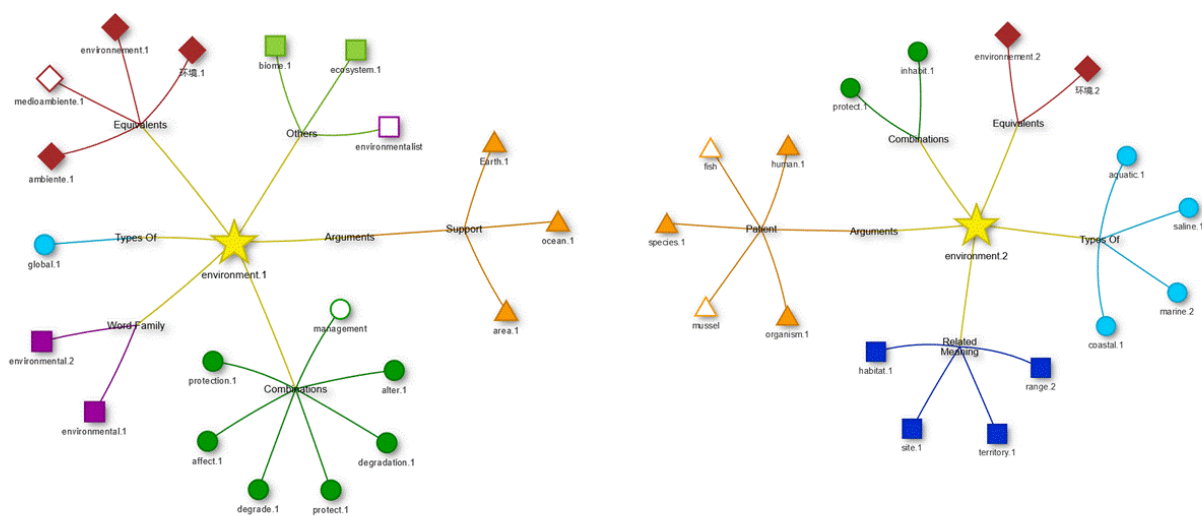 environnement.1
环境.1
medioambiente.1
Equivalents
ambiente.1
biome.1
ecosystem.1
Others
environmentalist
Earth.1
Support
ocean.1
area.1
Arguments
Types Of
global.1
environment.1
Word Family
environmental.2
environmental.1
management
protection.1
alter.1
Combinations
affect.1
degradation.1
degrade.1
protect.1
inhabit.1
protect.1
Combinations
environnement.2
环境.2
Equivalents
fish
human.1
species.1
Patient
Arguments
mussel
organism.1
environment.2
aquatic.1
saline.1
Types Of
marine.2
coastal.1
Related
Meaning
habitat.1
range.2
site.1
territory.1